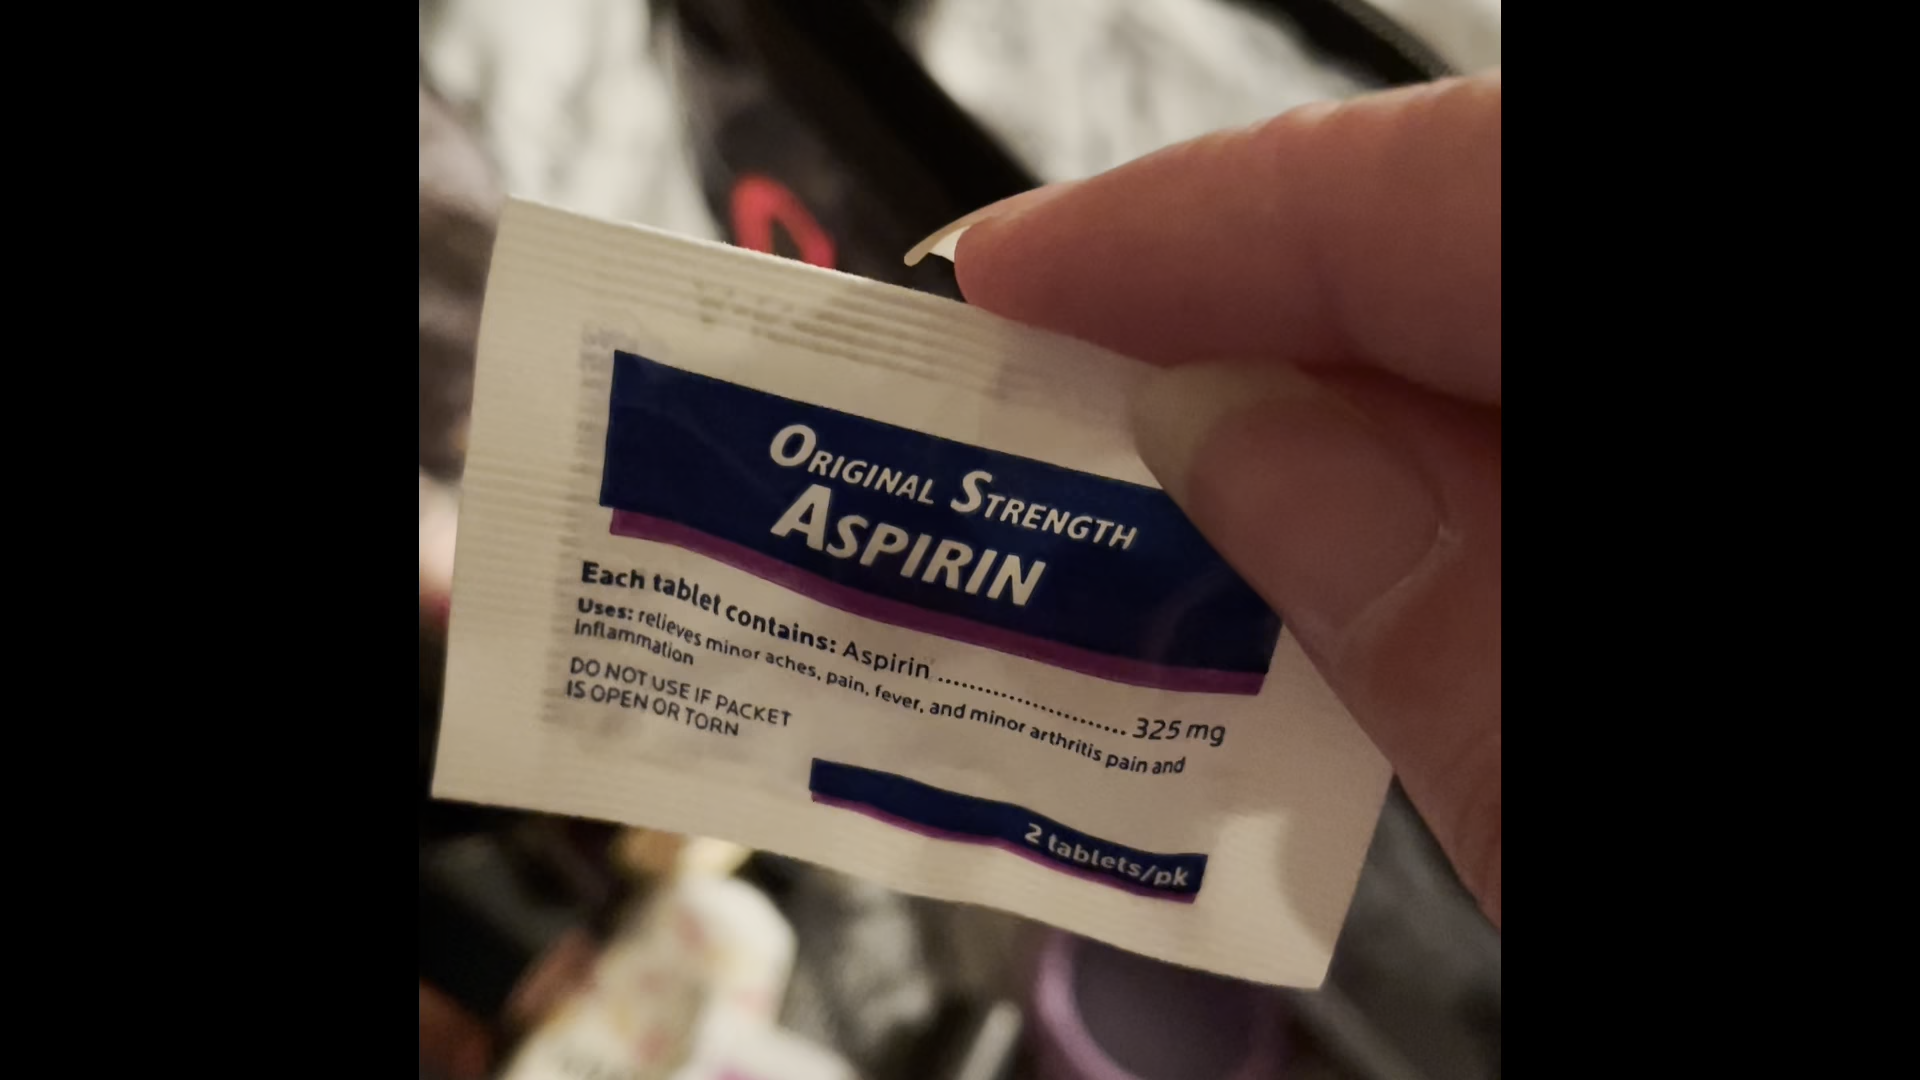 ORIGINAL STRENGTH
ASPIRIN
Each tablet contains: Aspirin ............................ 325 mg
Uses: relieves minor aches, pain, fever, and minor arthritis pain and
Inflammation
DO NOT USE IF PACKET
IS OPEN OR TORN
2 tablets/pk